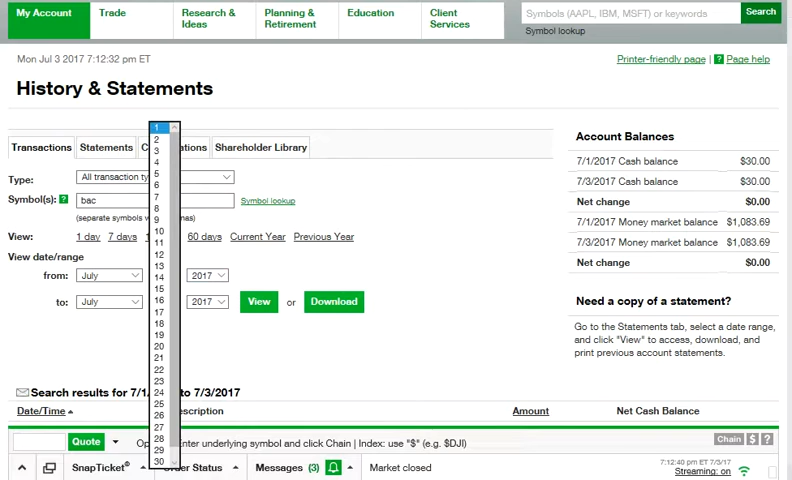 My Account
Trade
Research &
Ideas
Planning &
Retirement
Education
Client
Services
Symbols (AAPL, IBM, MSFT) or keywords
Search
Symbol lookup
Mon Jul 3 2017 7:12:32 pm ET
Printer-friendly page | ? Page help
History & Statements
Transactions
Statements
C
ations
Shareholder Library
Type:
All transaction ty
Symbol(s): ?
bac
Symbol lookup
(separate symbols w
mas)
View:
1 day
7 days
60 days
Current Year
Previous Year
View date/range
from:
July
2017
to:
July
2017
View
or
Download
1
2
3
4
5
6
7
8
9
10
11
12
13
14
15
16
17
18
19
20
21
22
23
24
25
26
27
28
29
30
Account Balances
7/1/2017 Cash balance $30.00
7/3/2017 Cash balance $30.00
Net change $0.00
7/1/2017 Money market balance $1,083.69
7/3/2017 Money market balance $1,083.69
Net change $0.00
Need a copy of a statement?
Go to the Statements tab, select a date range,
and click "View" to access, download, and
print previous account statements.
Search results for 7/1/ to 7/3/2017
Date/Time
escription
Amount
Net Cash Balance
Quote
Op
Enter underlying symbol and click Chain | Index: use "$" (e.g. $DJI)
Chain
$
?
SnapTicket®
Order Status
Messages (3)
Market closed
7:12:40 pm ET 7/3/17
Streaming: on